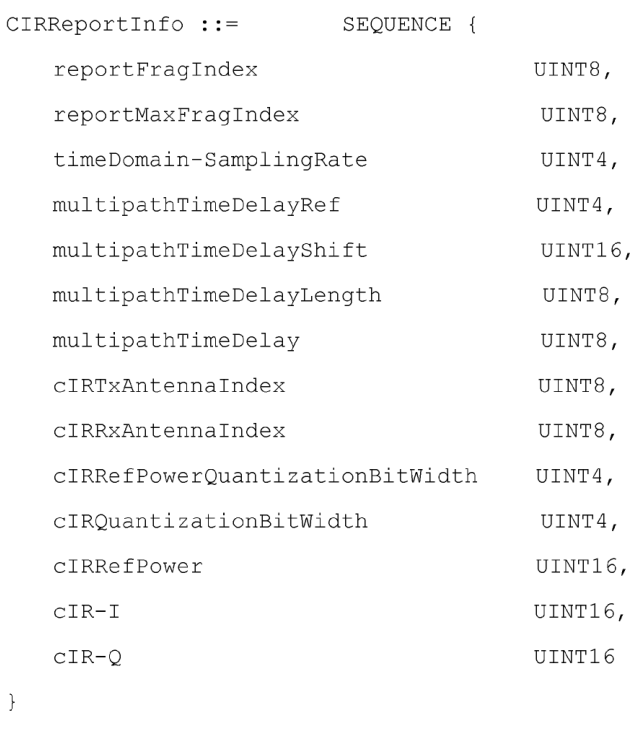 CIRReportInfo ::= SEQUENCE {
reportFragIndex UINT8,
reportMaxFragIndex UINT8,
timeDomain-SamplingRate UINT4,
multipathTimeDelayRef UINT4,
multipathTimeDelayShift UINT16,
multipathTimeDelayLength UINT8,
multipathTimeDelay UINT8,
cIRTxAntennaIndex UINT8,
cIRRxAntennaIndex UINT8,
cIRRefPowerQuantizationBitWidth UINT4,
cIRQuantizationBitWidth UINT4,
cIRRefPower UINT16,
cIR-I UINT16,
cIR-Q UINT16
}